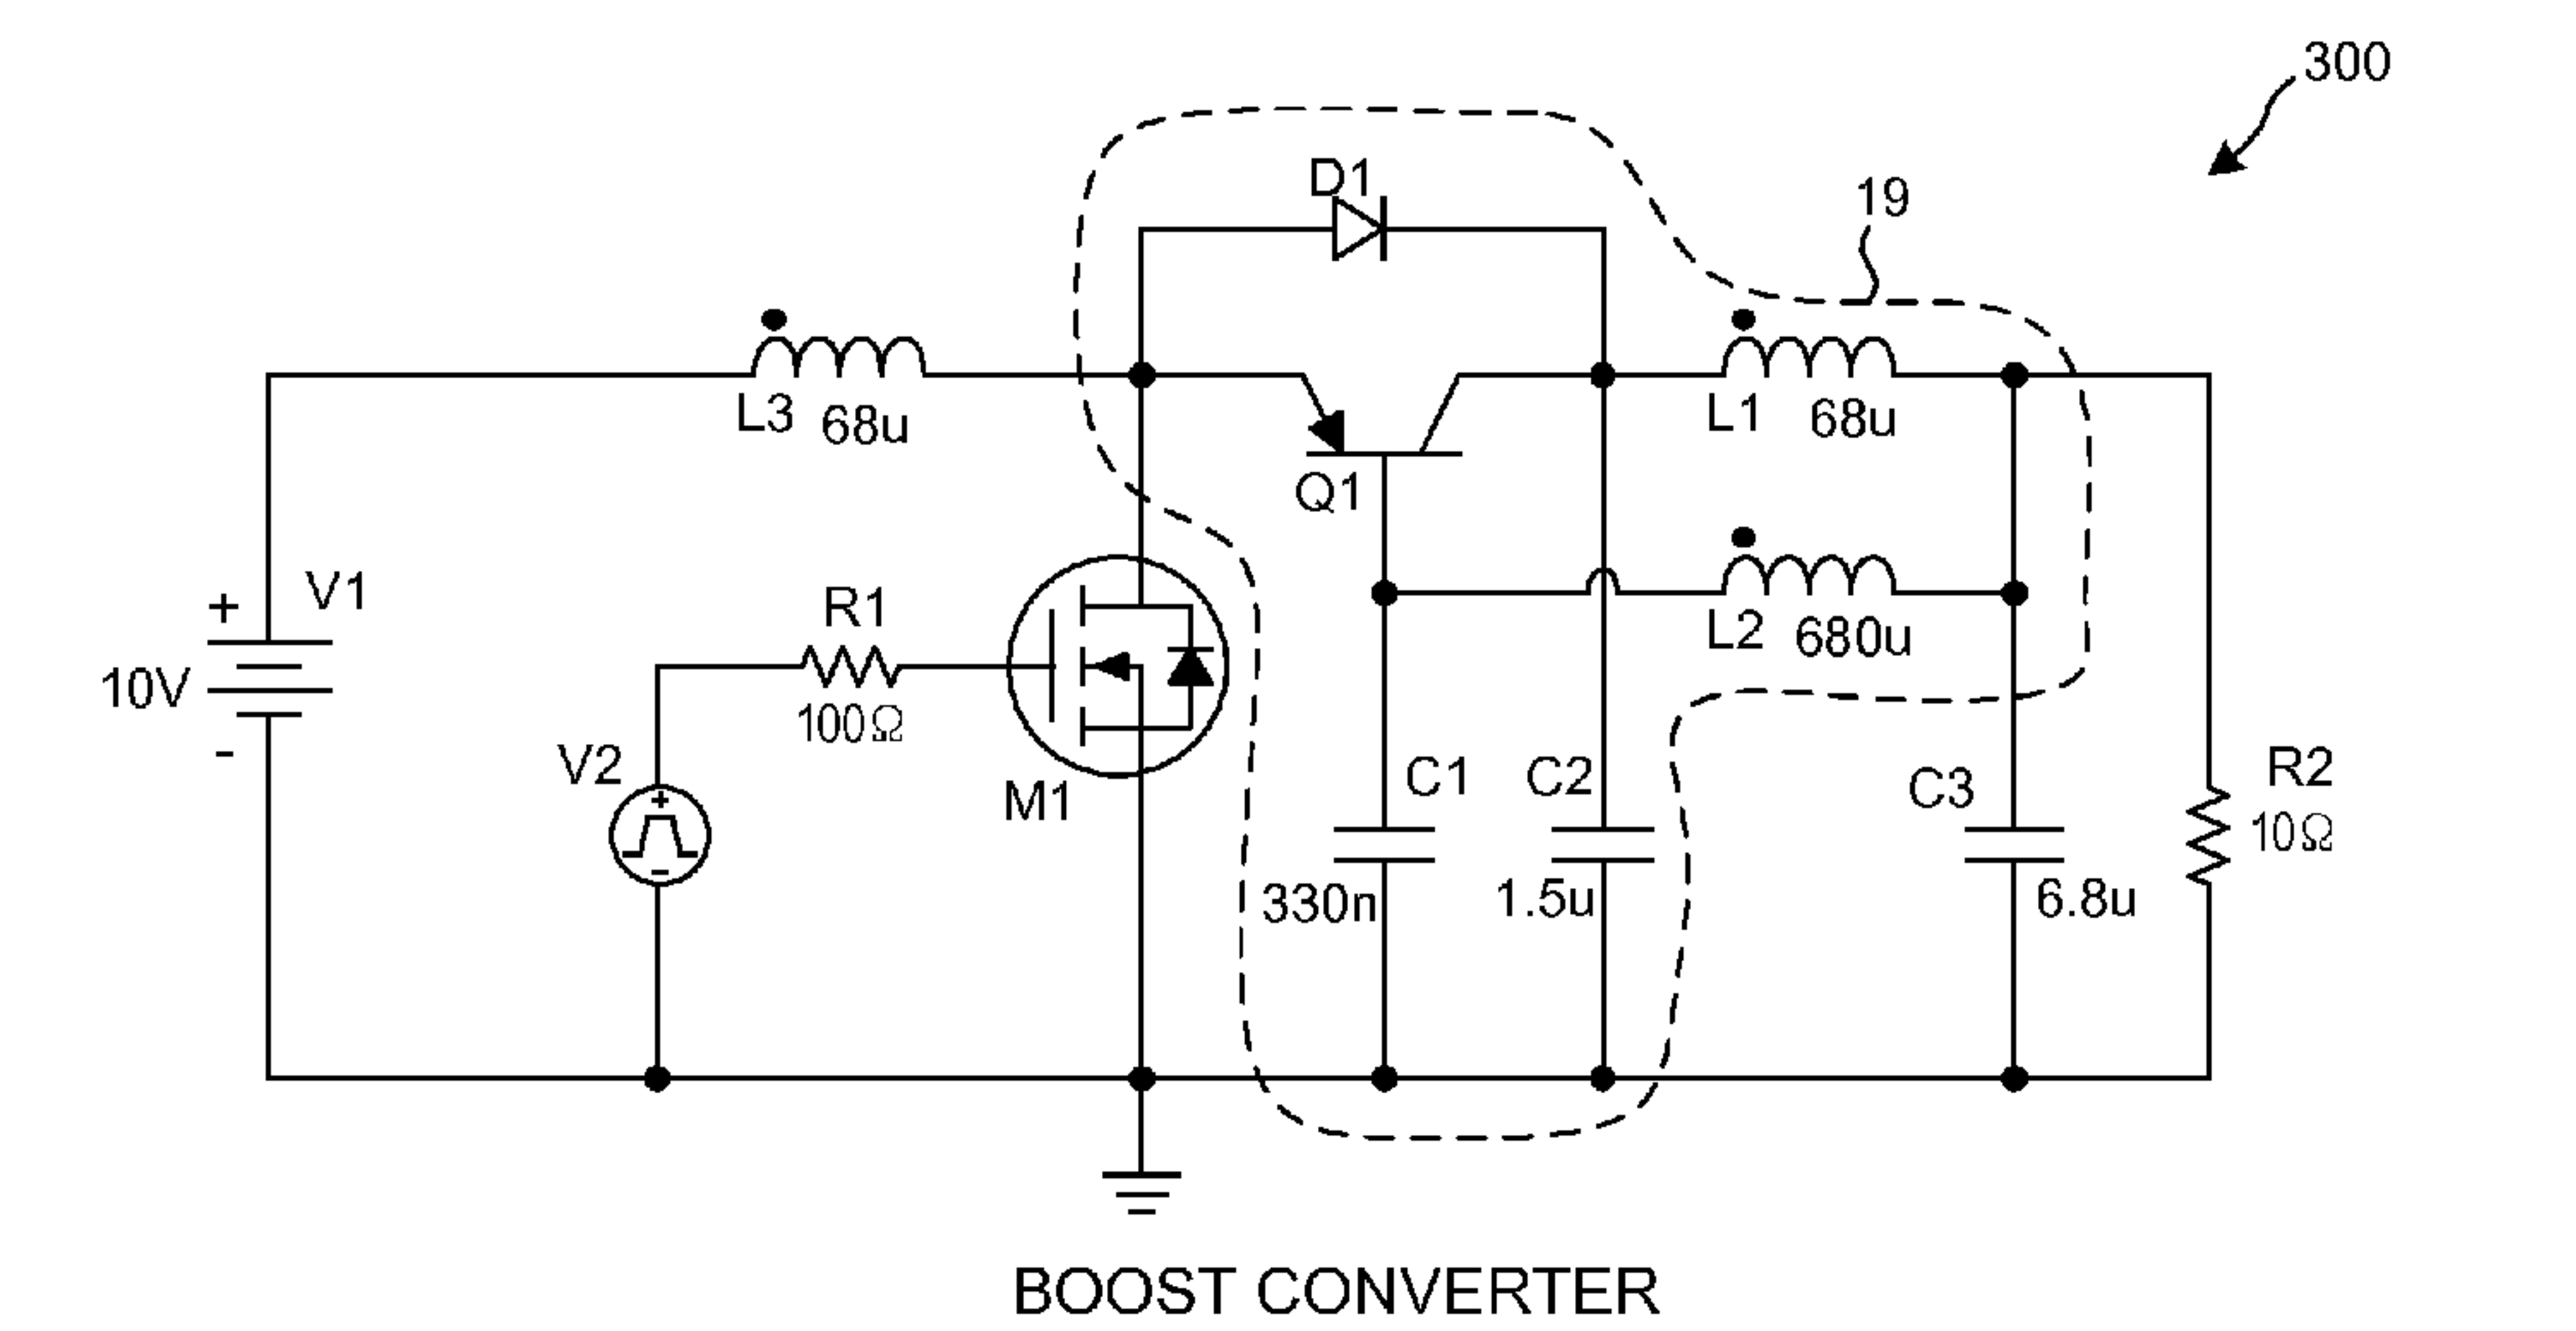 300
D1
19
L3 68u
L1 68u
Q1
+ V1
R1
L2 680u
10V
100Ω
-
V2
+
-
M1
C1
C2
C3
R2
10Ω
330n
1.5u
6.8u
BOOST CONVERTER